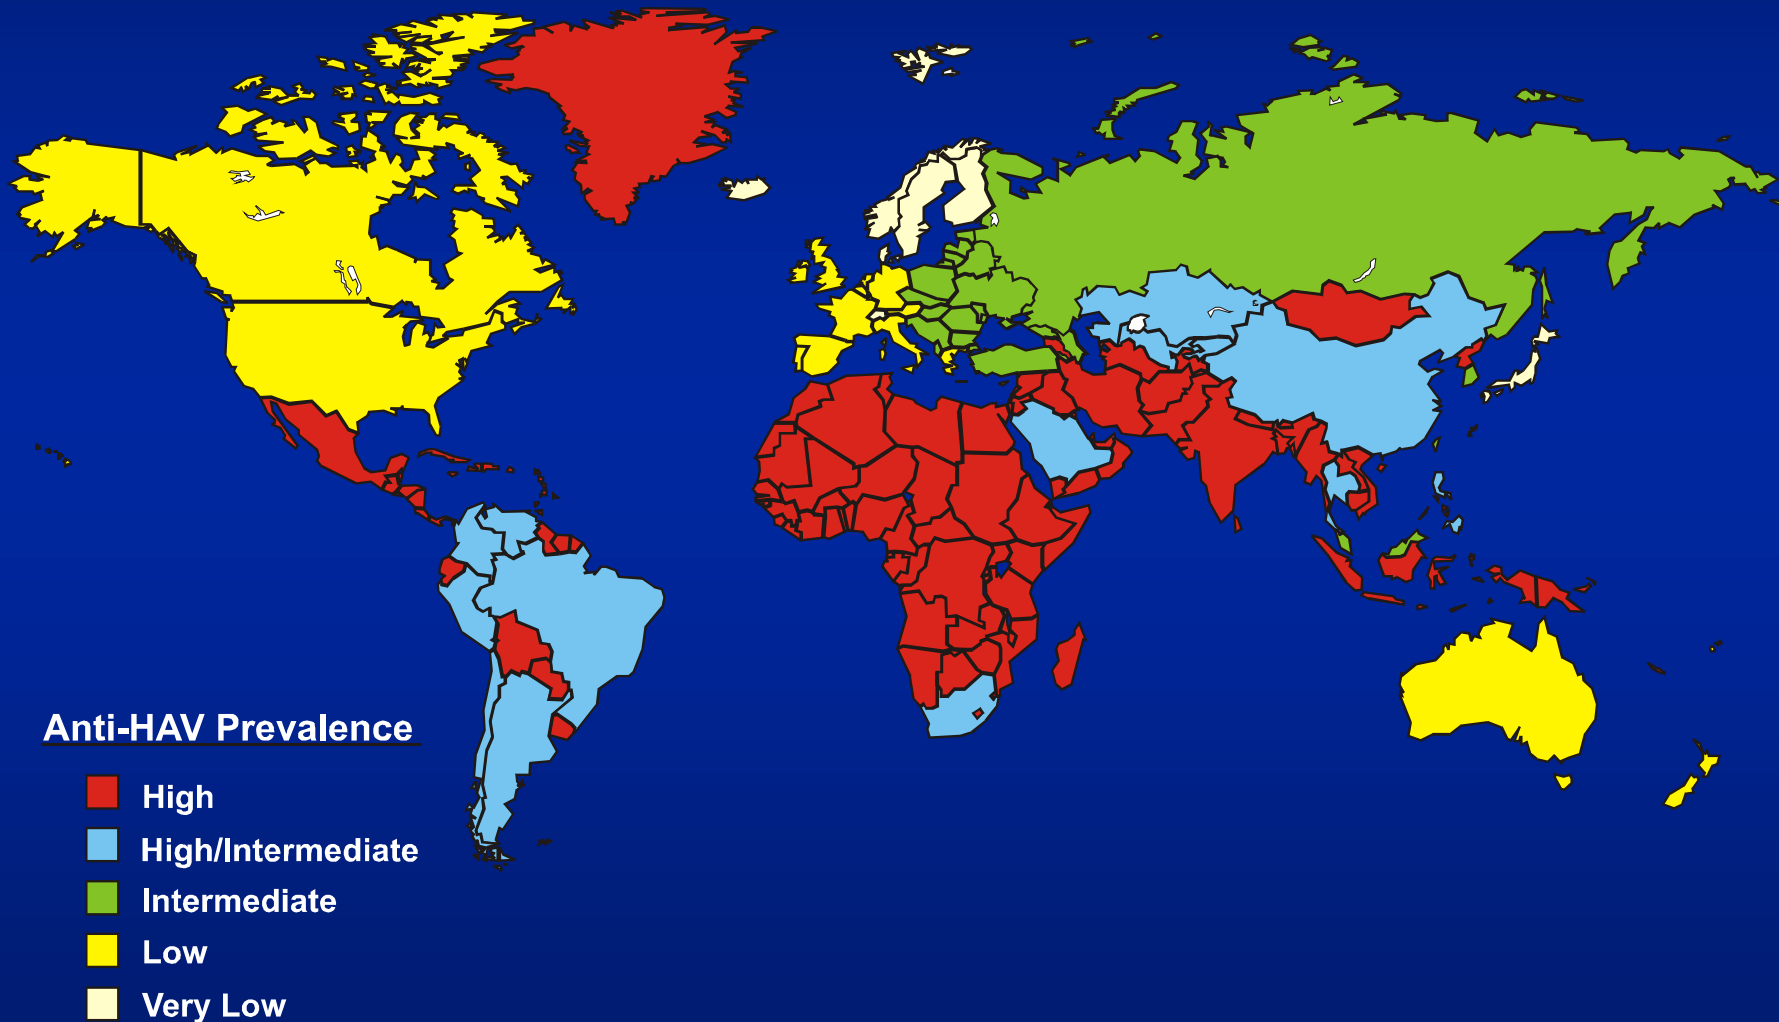 Anti-HAV Prevalence
High
High/Intermediate
Intermediate
Low
Very Low